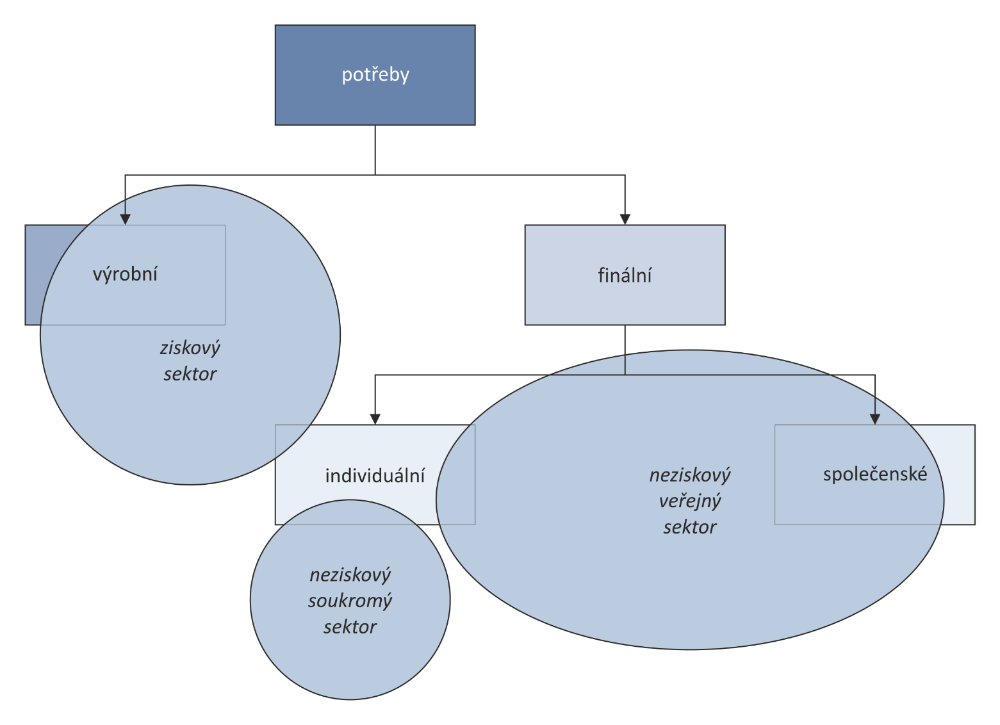 potřeby
výrobní
finální
ziskový
sektor
individuální
neziskový
veřejný
sektor
společenské
neziskový
soukromý
sektor